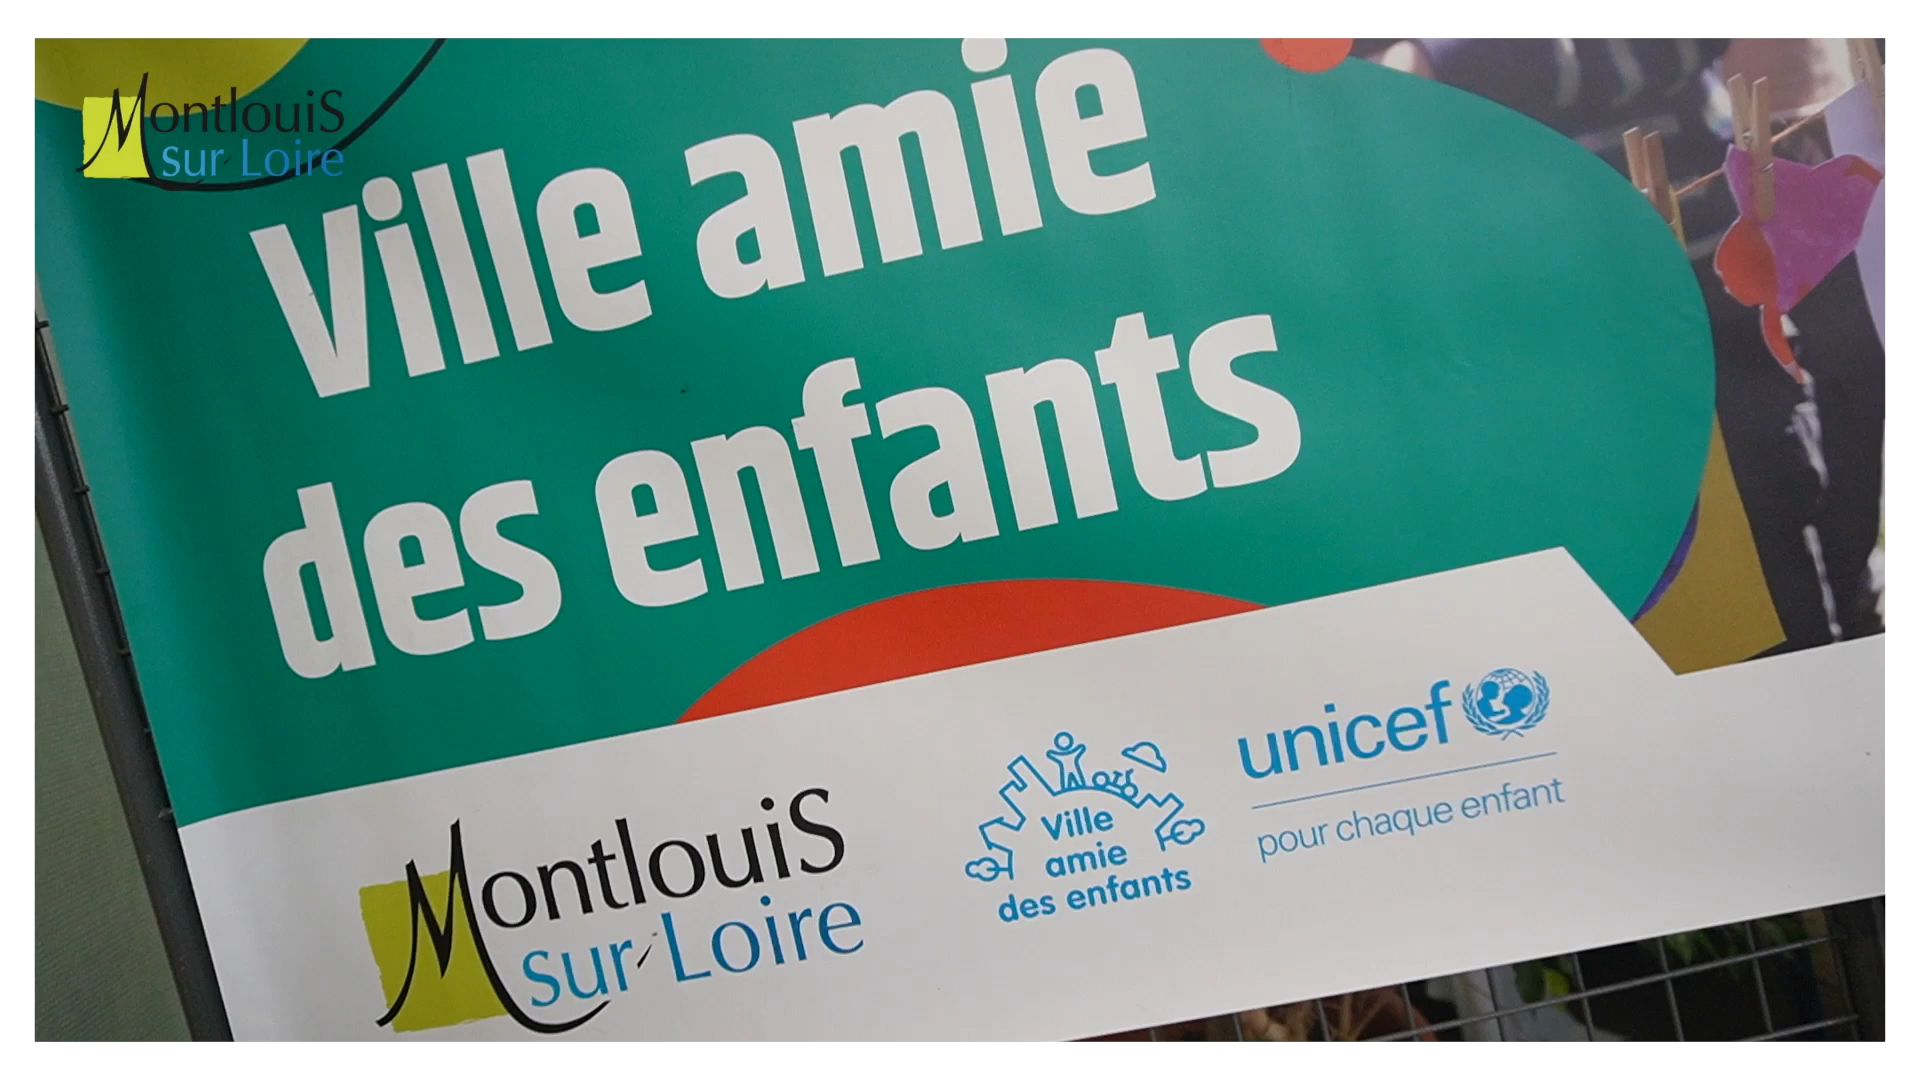 MontlouiS
sur Loire
Ville amie
des enfants
MontlouiS
sur Loire
Ville
amie
des enfants
unicef
pour chaque enfant